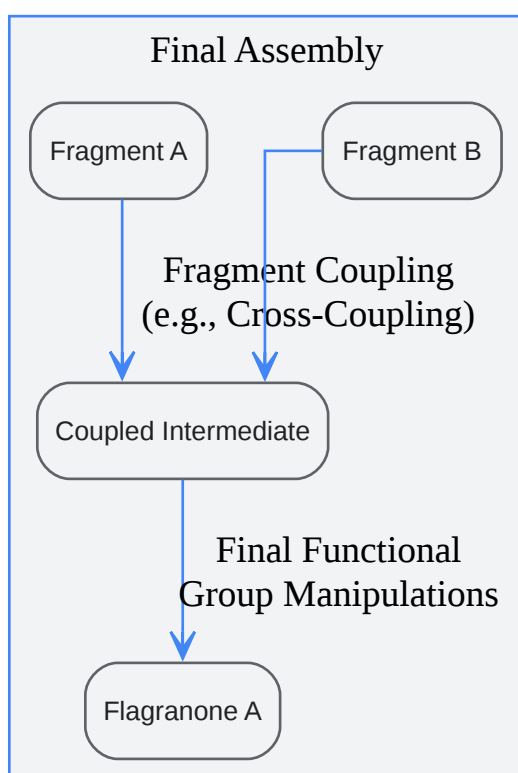 Final Assembly
Fragment A
Fragment B
Fragment Coupling
(e.g., Cross-Coupling)
Coupled Intermediate
Final Functional
Group Manipulations
Flagranone A